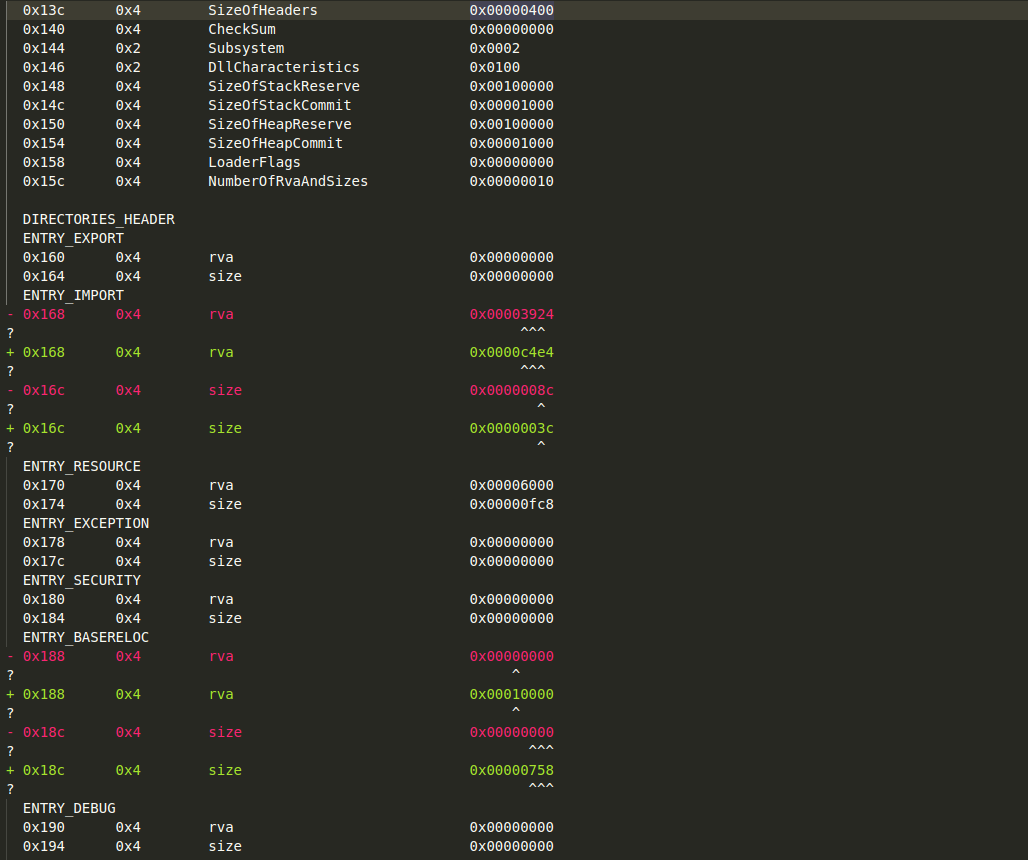 0x13c 0x4 SizeOfHeaders 0x00000400
0x140 0x4 CheckSum 0x00000000
0x144 0x2 Subsystem 0x0002
0x146 0x2 DllCharacteristics 0x0100
0x148 0x4 SizeOfStackReserve 0x00100000
0x14c 0x4 SizeOfStackCommit 0x00001000
0x150 0x4 SizeOfHeapReserve 0x00100000
0x154 0x4 SizeOfHeapCommit 0x00001000
0x158 0x4 LoaderFlags 0x00000000
0x15c 0x4 NumberOfRvaAndSizes 0x00000010
DIRECTORIES_HEADER
ENTRY_EXPORT
0x160 0x4 rva 0x00000000
0x164 0x4 size 0x00000000
ENTRY_IMPORT
- 0x168 0x4 rva 0x00003924
? ^^^
+ 0x168 0x4 rva 0x0000c4e4
? ^^^
- 0x16c 0x4 size 0x0000008c
? ^
+ 0x16c 0x4 size 0x0000003c
? ^
ENTRY_RESOURCE
0x170 0x4 rva 0x00006000
0x174 0x4 size 0x00000fc8
ENTRY_EXCEPTION
0x178 0x4 rva 0x00000000
0x17c 0x4 size 0x00000000
ENTRY_SECURITY
0x180 0x4 rva 0x00000000
0x184 0x4 size 0x00000000
ENTRY_BASERELOC
- 0x188 0x4 rva 0x00000000
? ^
+ 0x188 0x4 rva 0x00010000
? ^
- 0x18c 0x4 size 0x00000000
? ^^^
+ 0x18c 0x4 size 0x00000758
? ^^^
ENTRY_DEBUG
0x190 0x4 rva 0x00000000
0x194 0x4 size 0x00000000